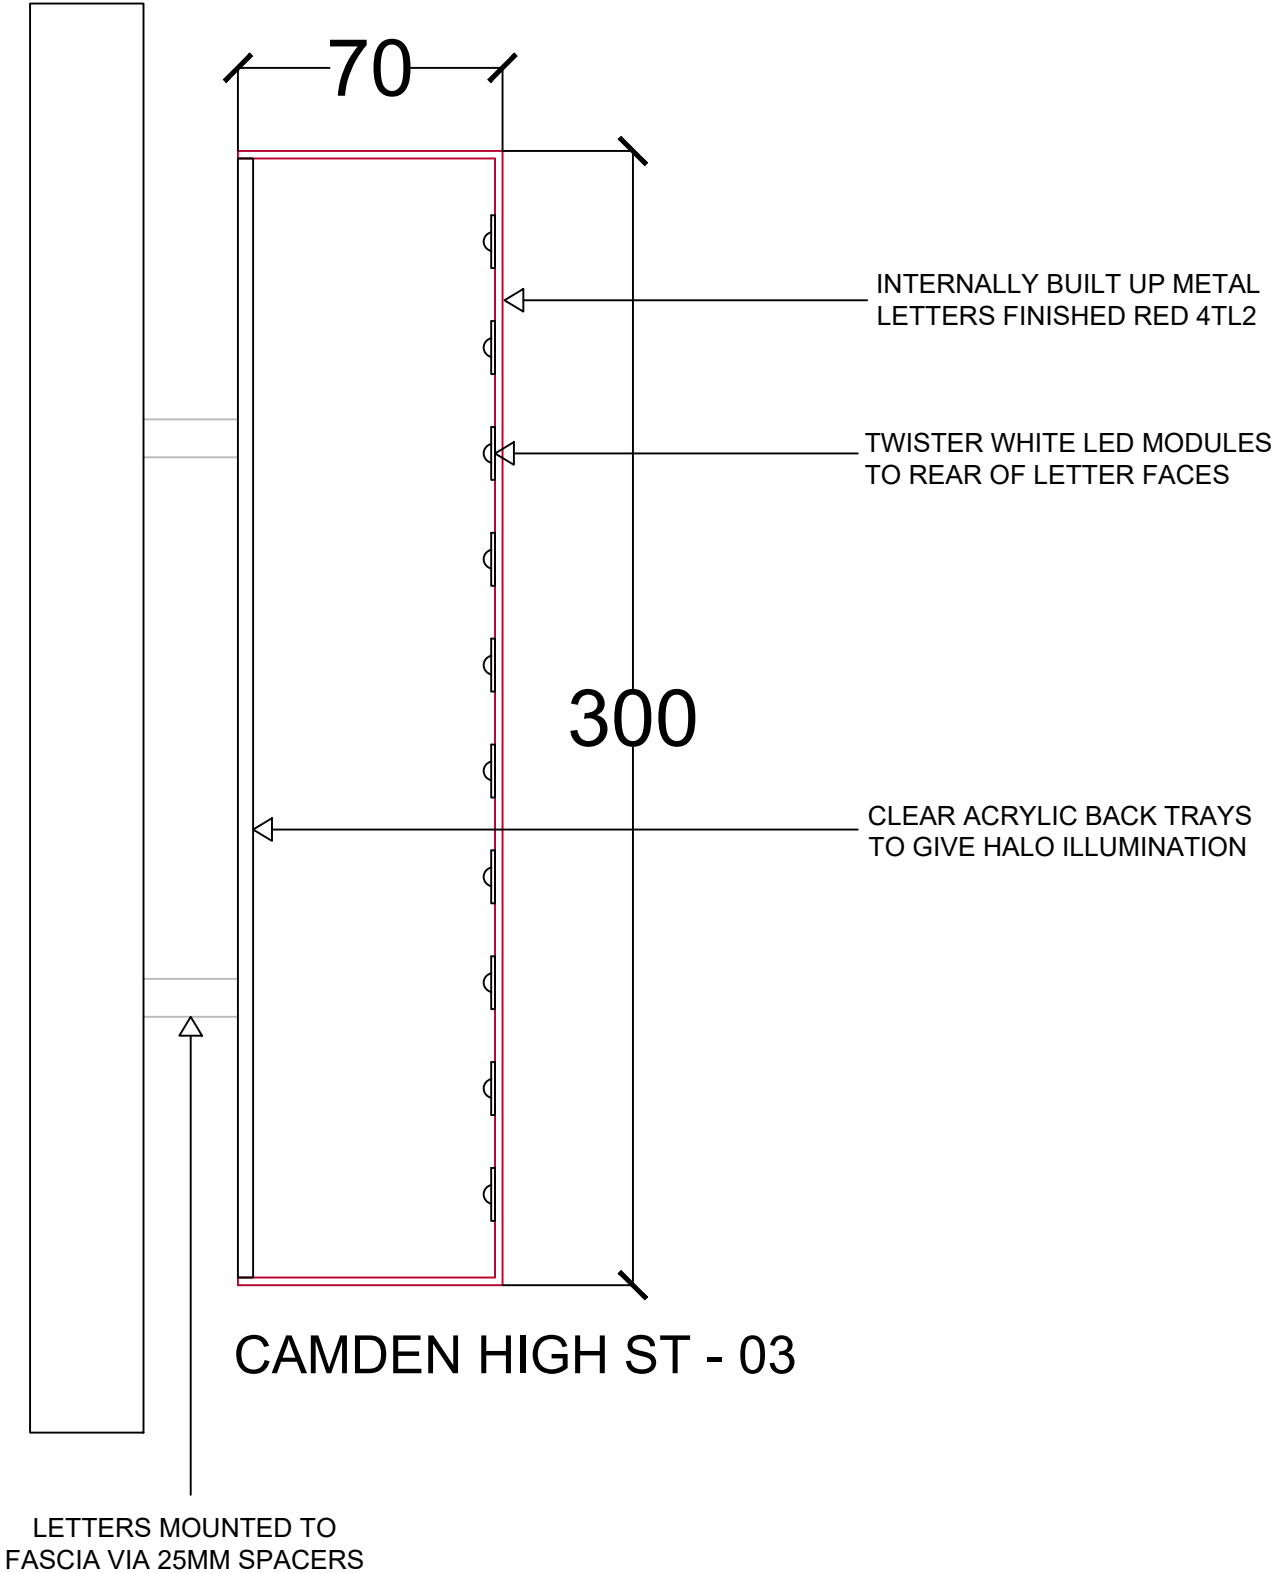 70
INTERNALLY BUILT UP METAL
LETTERS FINISHED RED 4TL2
TWISTER WHITE LED MODULES
TO REAR OF LETTER FACES
300
CLEAR ACRYLIC BACK TRAYS
TO GIVE HALO ILLUMINATION
CAMDEN HIGH ST - 03
LETTERS MOUNTED TO
FASCIA VIA 25MM SPACERS